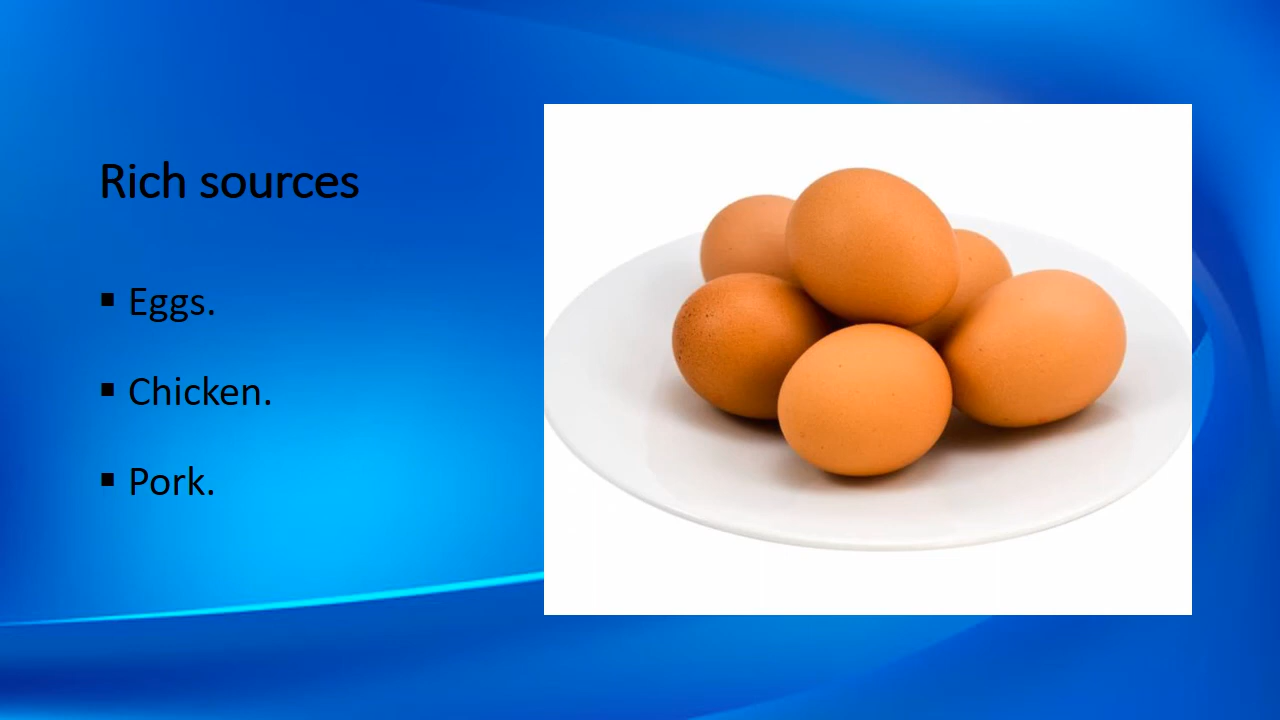 Rich sources
▪ Eggs.
▪ Chicken.
▪ Pork.